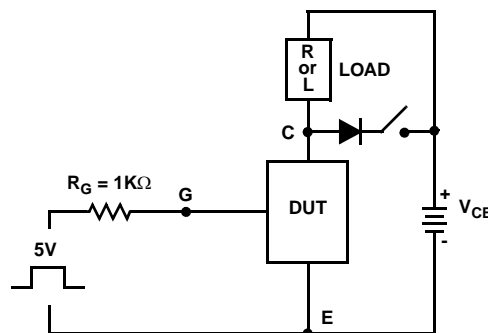 R
or
L
LOAD
C
R_G = 1KΩ
G
DUT
5V
+
-
V_CE
E